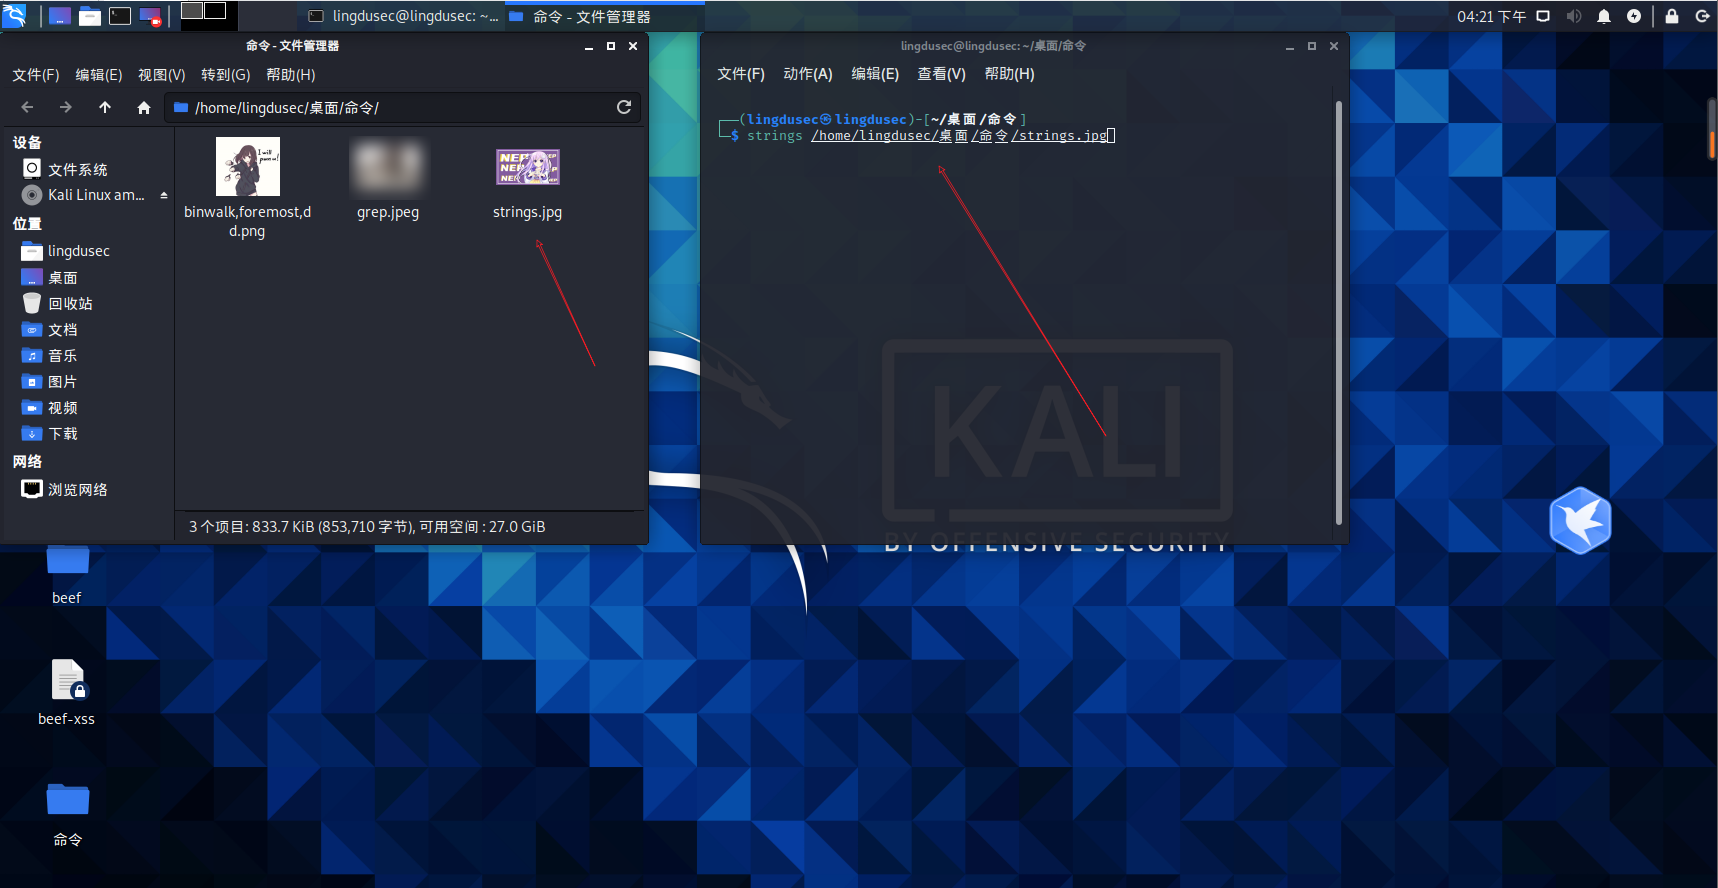 lingdusec@lingdusec: ~...
命令 - 文件管理器
04:21 下午
命令 - 文件管理器
文件(F) 编辑(E) 视图(V) 转到(G) 帮助(H)
/home/lingdusec/桌面/命令/
设备
文件系统
Kali Linux am...
位置
lingdusec
桌面
回收站
文档
音乐
图片
视频
下载
网络
浏览网络
I will
NEP
NEP
NEP
binwalk,foremost,d
d.png
grep.jpeg
strings.jpg
3 个项目: 833.7 KiB (853,710 字节), 可用空间 : 27.0 GiB
lingdusec@lingdusec: ~/桌面/命令
文件(F) 动作(A) 编辑(E) 查看(V) 帮助(H)
┌──(lingdusec㉿lingdusec)-[~/桌面/命令]
└─$ strings /home/lingdusec/桌面/命令/strings.jpg
KALI
BY OFFENSIVE SECURITY
beef
beef-xss
命令